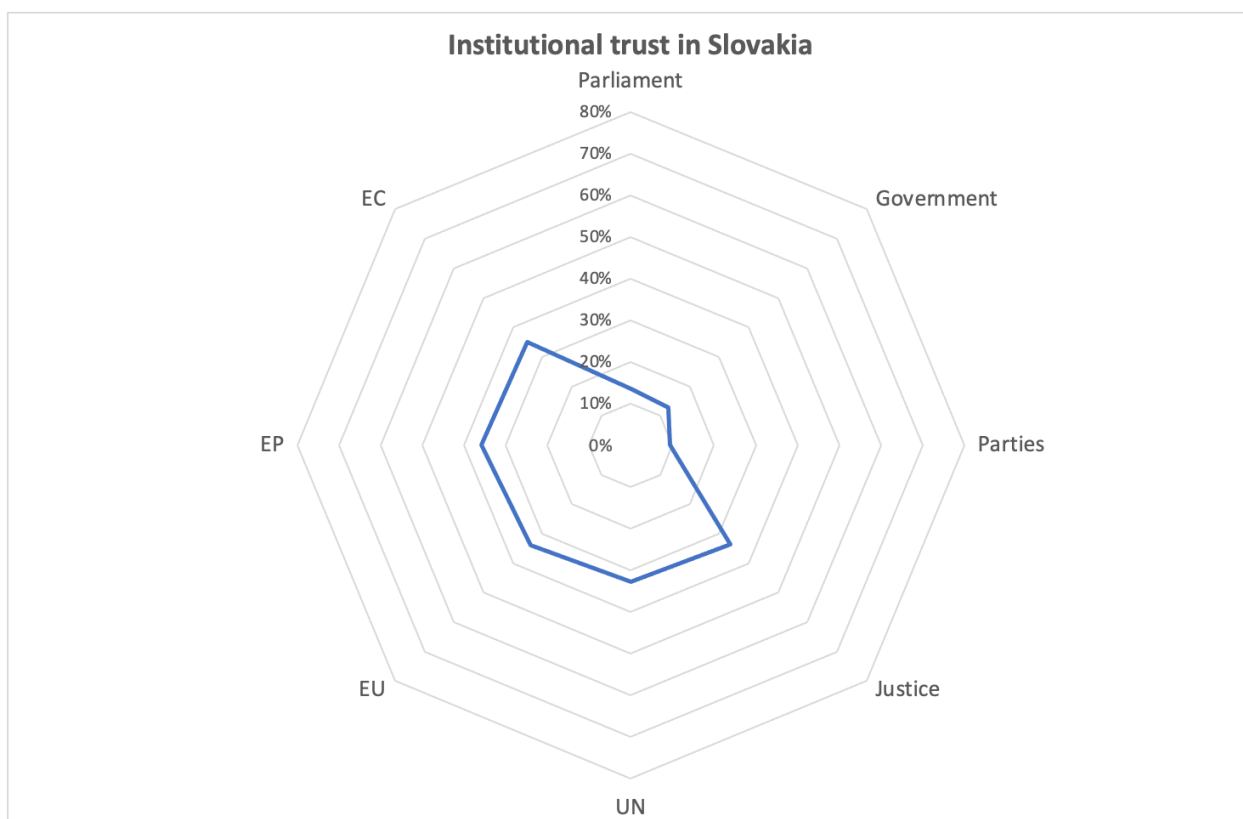 Institutional trust in Slovakia
Parliament
80%
70%
60%
50%
40%
30%
20%
10%
0%
Government
Parties
Justice
UN
EU
EP
EC